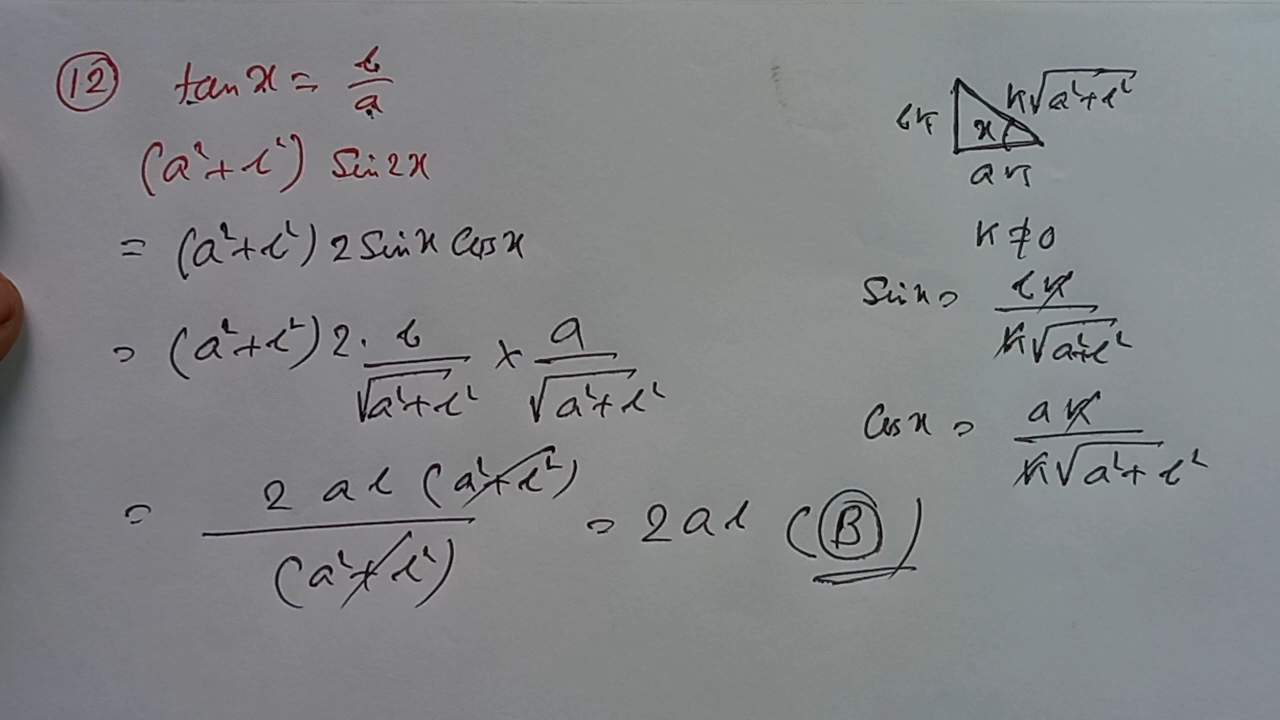 (12) tan x = b/a
(a² + b²) Sin 2x
= (a² + b²) 2 Sin x Cos x
= (a² + b²) 2 · b/√(a² + b²) × a/√(a² + b²)
= 2ab(a² + b²)/(a² + b²) = 2ab (B)
bk
x
k√(a² + b²)
ak
k ≠ 0
Sin x = bk/k√(a² + b²)
Cos x = ak/k√(a² + b²)